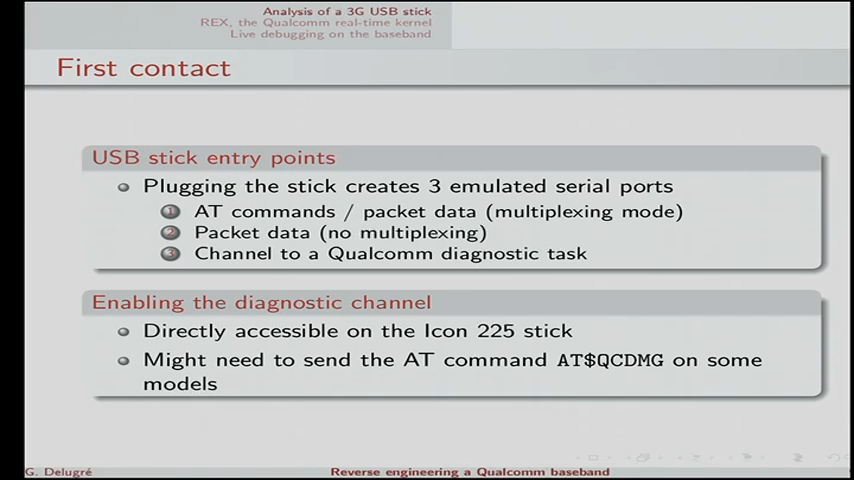 Analysis of a 3G USB stick
REX, the Qualcomm real-time kernel
Live debugging on the baseband
First contact
USB stick entry points
Plugging the stick creates 3 emulated serial ports
1 AT commands / packet data (multiplexing mode)
2 Packet data (no multiplexing)
3 Channel to a Qualcomm diagnostic task
Enabling the diagnostic channel
Directly accessible on the Icon 225 stick
Might need to send the AT command AT$QCDMG on some
models
G. Delugré
Reverse engineering a Qualcomm baseband